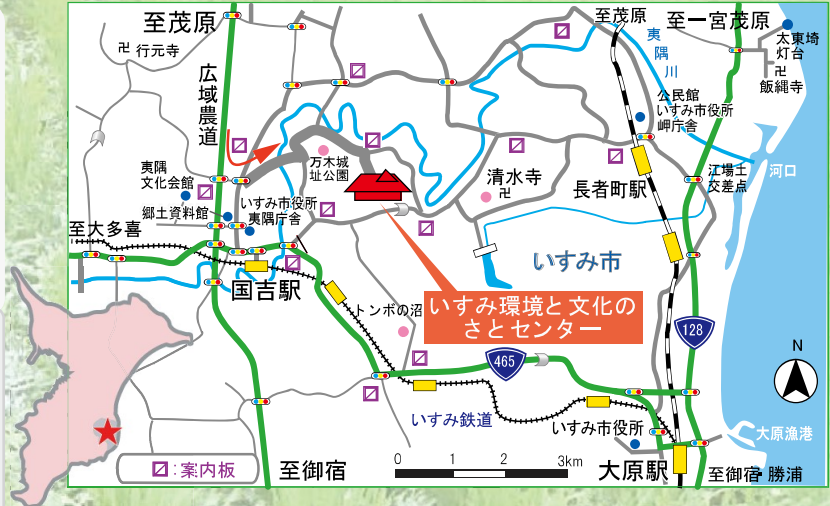 至茂原
至茂原
至一宮茂原
卍 行元寺
夷隅川
太東埼
灯台
卍
飯縄寺
広域農道
公民館
いすみ市役所
岬庁舎
夷隅
文化会館
万木城
址公園
清水寺
卍
長者町駅
江場土
交差点
河口
郷土資料館
いすみ市役所
夷隅庁舎
至大多喜
国吉駅
いすみ市
トンボの沼
いすみ環境と文化の
さとセンター
128
465
N
いすみ鉄道
いすみ市役所
大原漁港
:案内板
至御宿
0 1 2 3km
大原駅
至御宿・勝浦